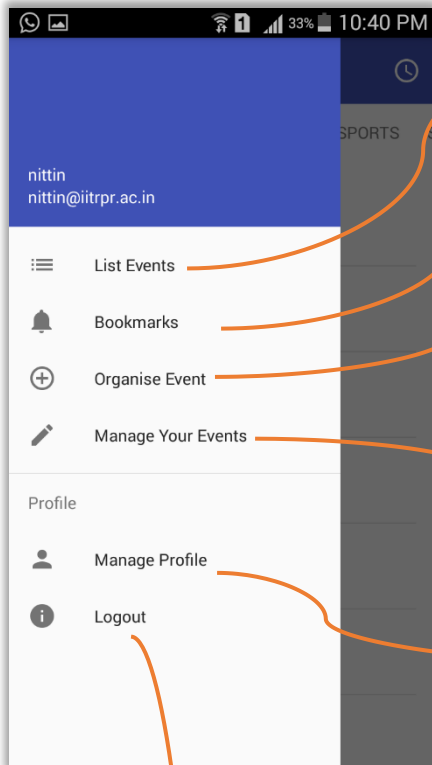 1 33% 10:40 PM
SPORTS
nittin
nittin@iitrpr.ac.in
List Events
Bookmarks
Organise Event
Manage Your Events
Profile
Manage Profile
Logout